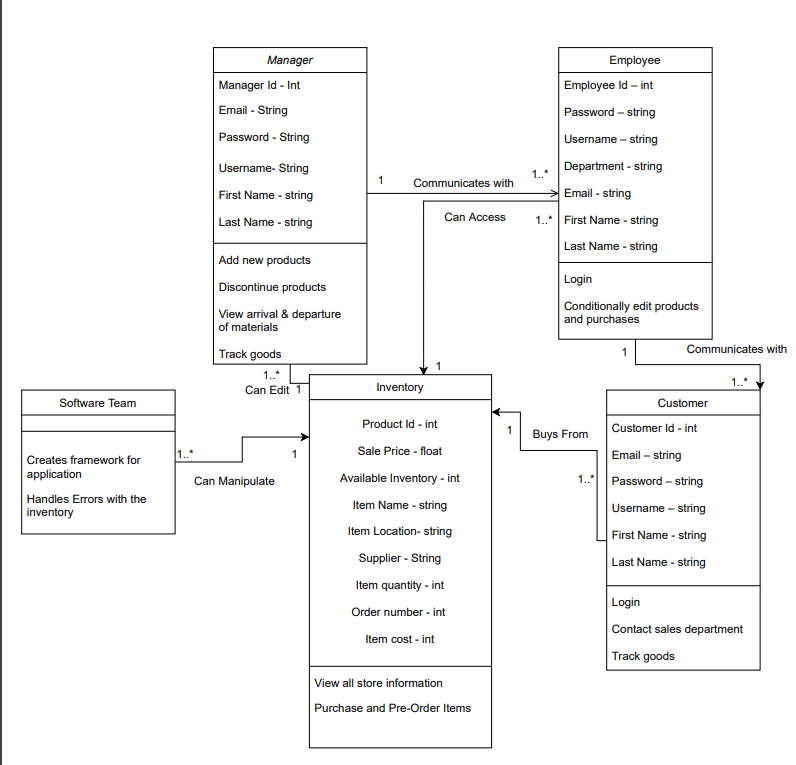 Manager
Manager Id - Int
Email - String
Password - String
Username- String
First Name - string
Last Name - string
Add new products
Discontinue products
View arrival & departure
of materials
Track goods
1
Communicates with
1..*
Can Access
1..*
1
Employee
Employee Id – int
Password – string
Username – string
Department - string
Email - string
First Name - string
Last Name - string
Login
Conditionally edit products
and purchases
1
Communicates with
1..*
1..*
Can Edit
1
Software Team
Creates framework for
application
Handles Errors with the
inventory
1..*
Can Manipulate
1
Inventory
Product Id - int
Sale Price - float
Available Inventory - int
Item Name - string
Item Location- string
Supplier - String
Item quantity - int
Order number - int
Item cost - int
View all store information
Purchase and Pre-Order Items
1
Buys From
1..*
Customer
Customer Id - int
Email – string
Password – string
Username – string
First Name - string
Last Name - string
Login
Contact sales department
Track goods